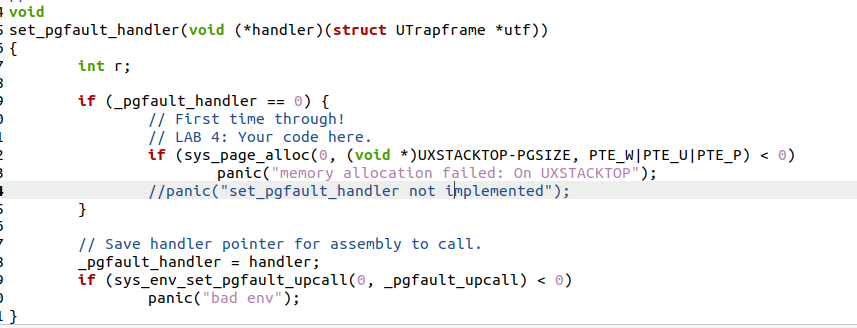 void
set_pgfault_handler(void (*handler)(struct UTrapframe *utf))
{
int r;
if (_pgfault_handler == 0) {
// First time through!
// LAB 4: Your code here.
if (sys_page_alloc(0, (void *)UXSTACKTOP-PGSIZE, PTE_W|PTE_U|PTE_P) < 0)
panic("memory allocation failed: On UXSTACKTOP");
//panic("set_pgfault_handler not implemented");
}
// Save handler pointer for assembly to call.
_pgfault_handler = handler;
if (sys_env_set_pgfault_upcall(0, _pgfault_upcall) < 0)
panic("bad env");
}